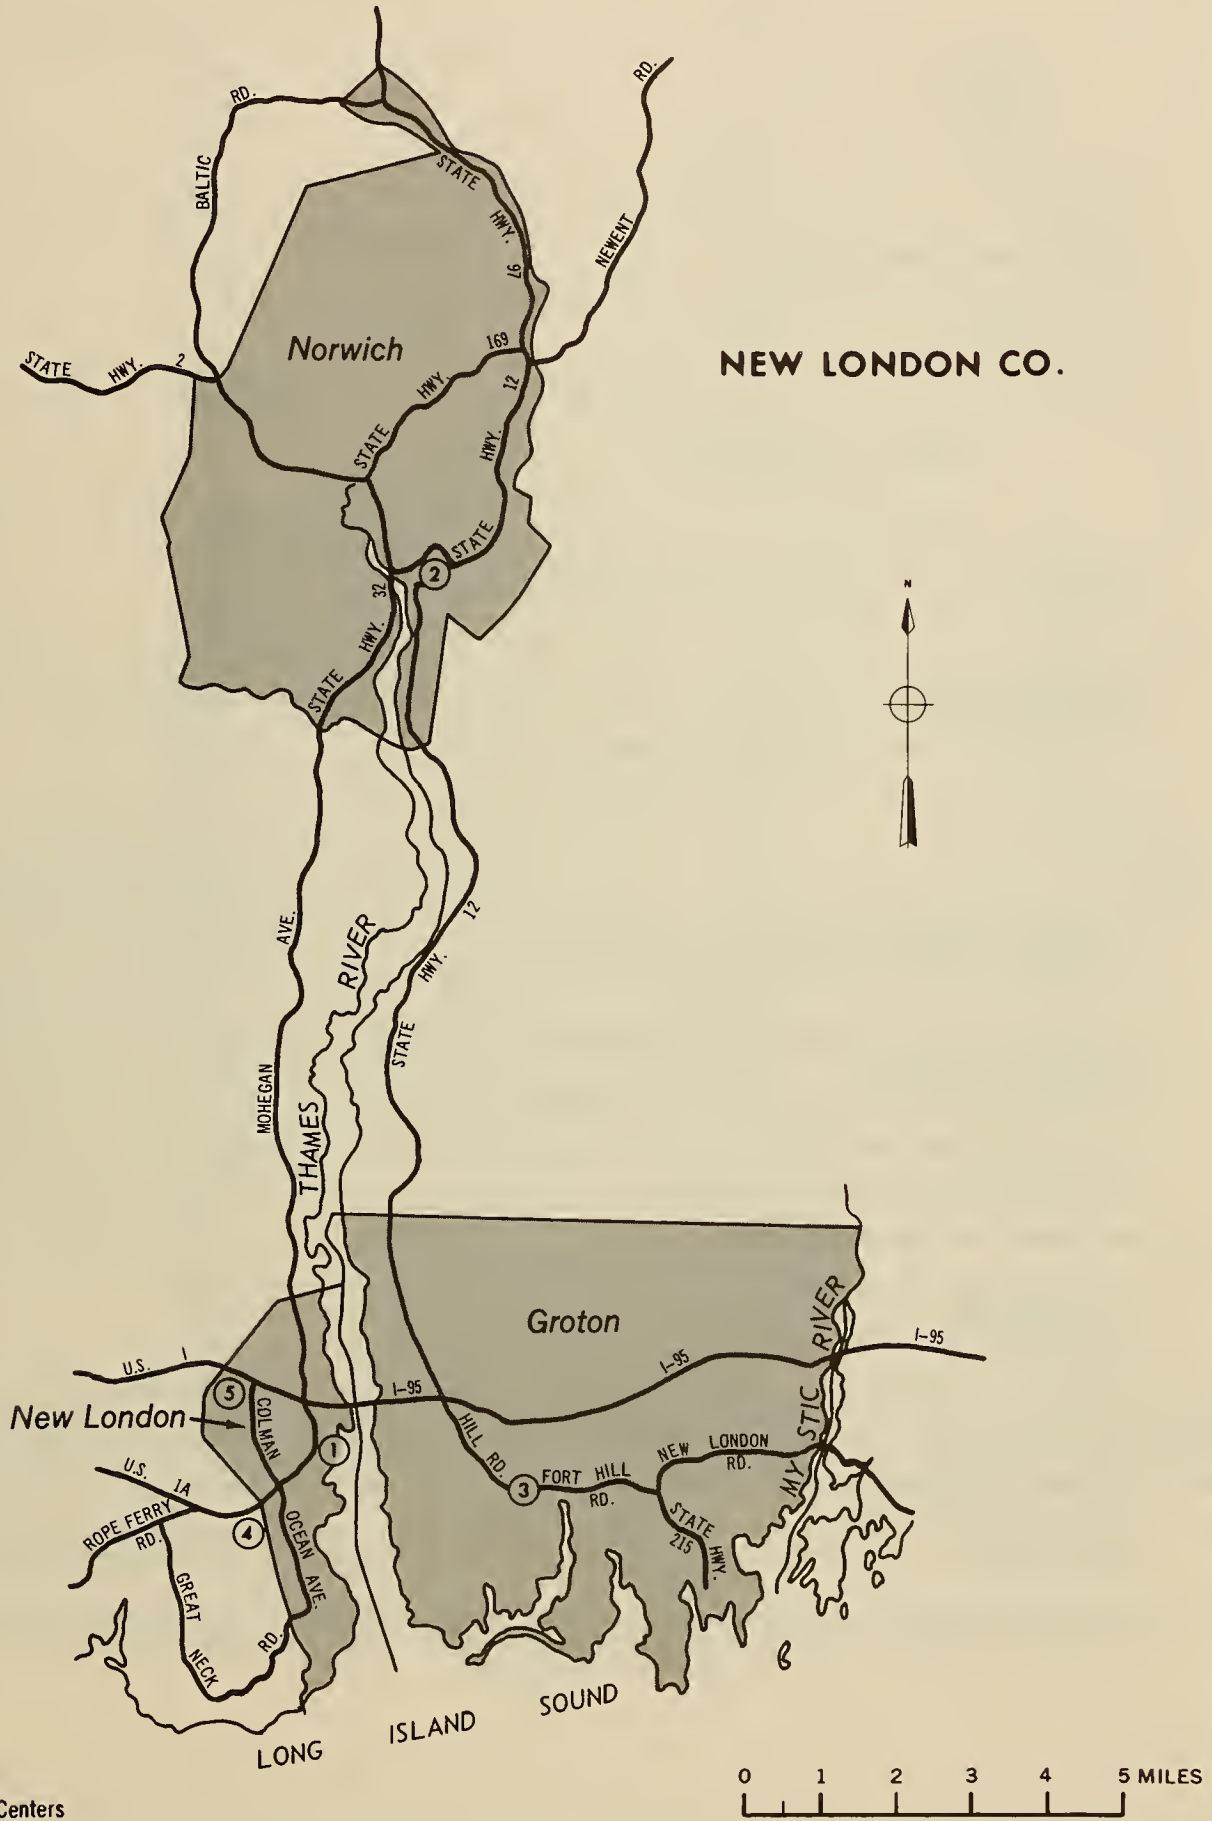 RD.
RD.
BALTIC
STATE
HWY.
97
NEWENT
Norwich
169
NEW LONDON CO.
STATE HWY. 2
HWY.
12
STATE
HWY.
STATE
2
32
HWY.
STATE
N
12
AVE.
RIVER
HWY.
STATE
MOHEGAN
THAMES
Groton
RIVER
I-95
U.S. 1
I-95
I-95
5
New London
COLMAN
HILL RD.
MYSTIC
1
NEW LONDON
RD.
U.S. 1A
3
FORT HILL
RD.
ROPE FERRY
RD.
4
OCEAN AVE.
STATE HWY.
215
GREAT
NECK
RD.
LONG ISLAND SOUND
0 1 2 3 4 5 MILES
Centers